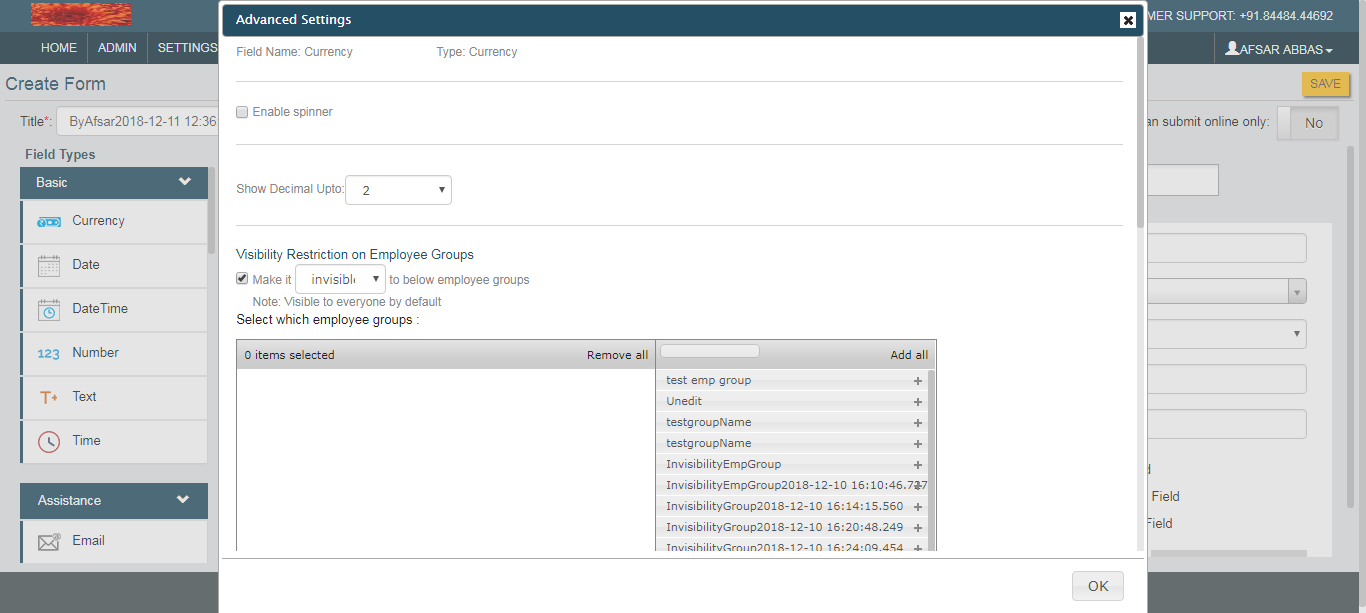 Advanced Settings
MER SUPPORT: +91.84484.44692
HOME ADMIN SETTINGS
AFSAR ABBAS
Field Name: Currency Type: Currency
Create Form
SAVE
Enable spinner
Title*: ByAfsar2018-12-11 12:36
an submit online only: No
Field Types
Basic
Show Decimal Upto: 2
Currency
Visibility Restriction on Employee Groups
Date
Make it invisible to below employee groups
Note: Visible to everyone by default
DateTime
Select which employee groups :
123 Number
0 items selected Remove all Add all
test emp group
T+ Text
Unedit
testgroupName
Time
testgroupName
InvisibilityEmpGroup
InvisibilityEmpGroup2018-12-10 16:10:46.727
Assistance
Field
InvisibilityGroup2018-12-10 16:14:15.560
InvisibilityGroup2018-12-10 16:20:48.249
Field
Email
InvisibilityGroup2018-12-10 16:24:09.454
OK